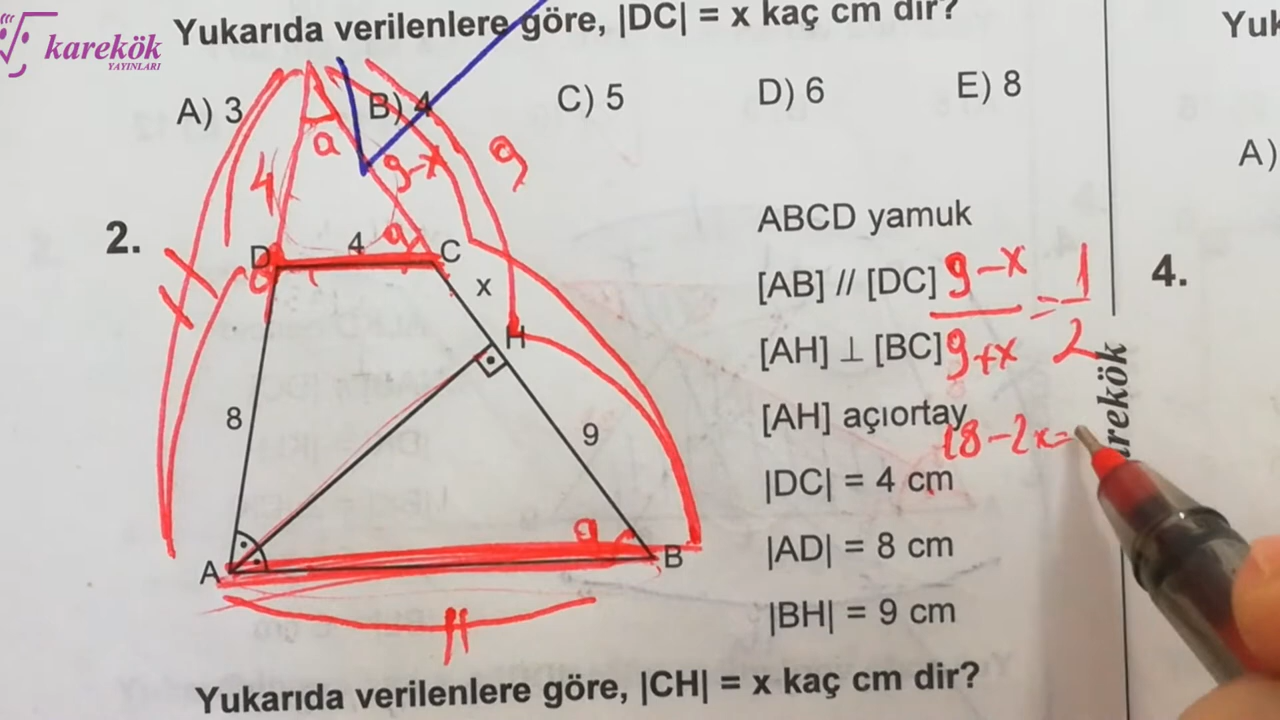 karekök
YAYINLARI
Yukarıda verilenlere göre, |DC| = x kaç cm dir?
Yuk
A) 3
B) 4
C) 5
D) 6
E) 8
A)
2.
4
a
9-x
9
D
4
a
C
x
H
8
9
A
a
B
ABCD yamuk
[AB] // [DC]
[AH] ⊥ [BC]
[AH] açıortay
|DC| = 4 cm
|AD| = 8 cm
|BH| = 9 cm
9-x
9+x
=
1
2
18-2x=
4.
arekök
Yukarıda verilenlere göre, |CH| = x kaç cm dir?